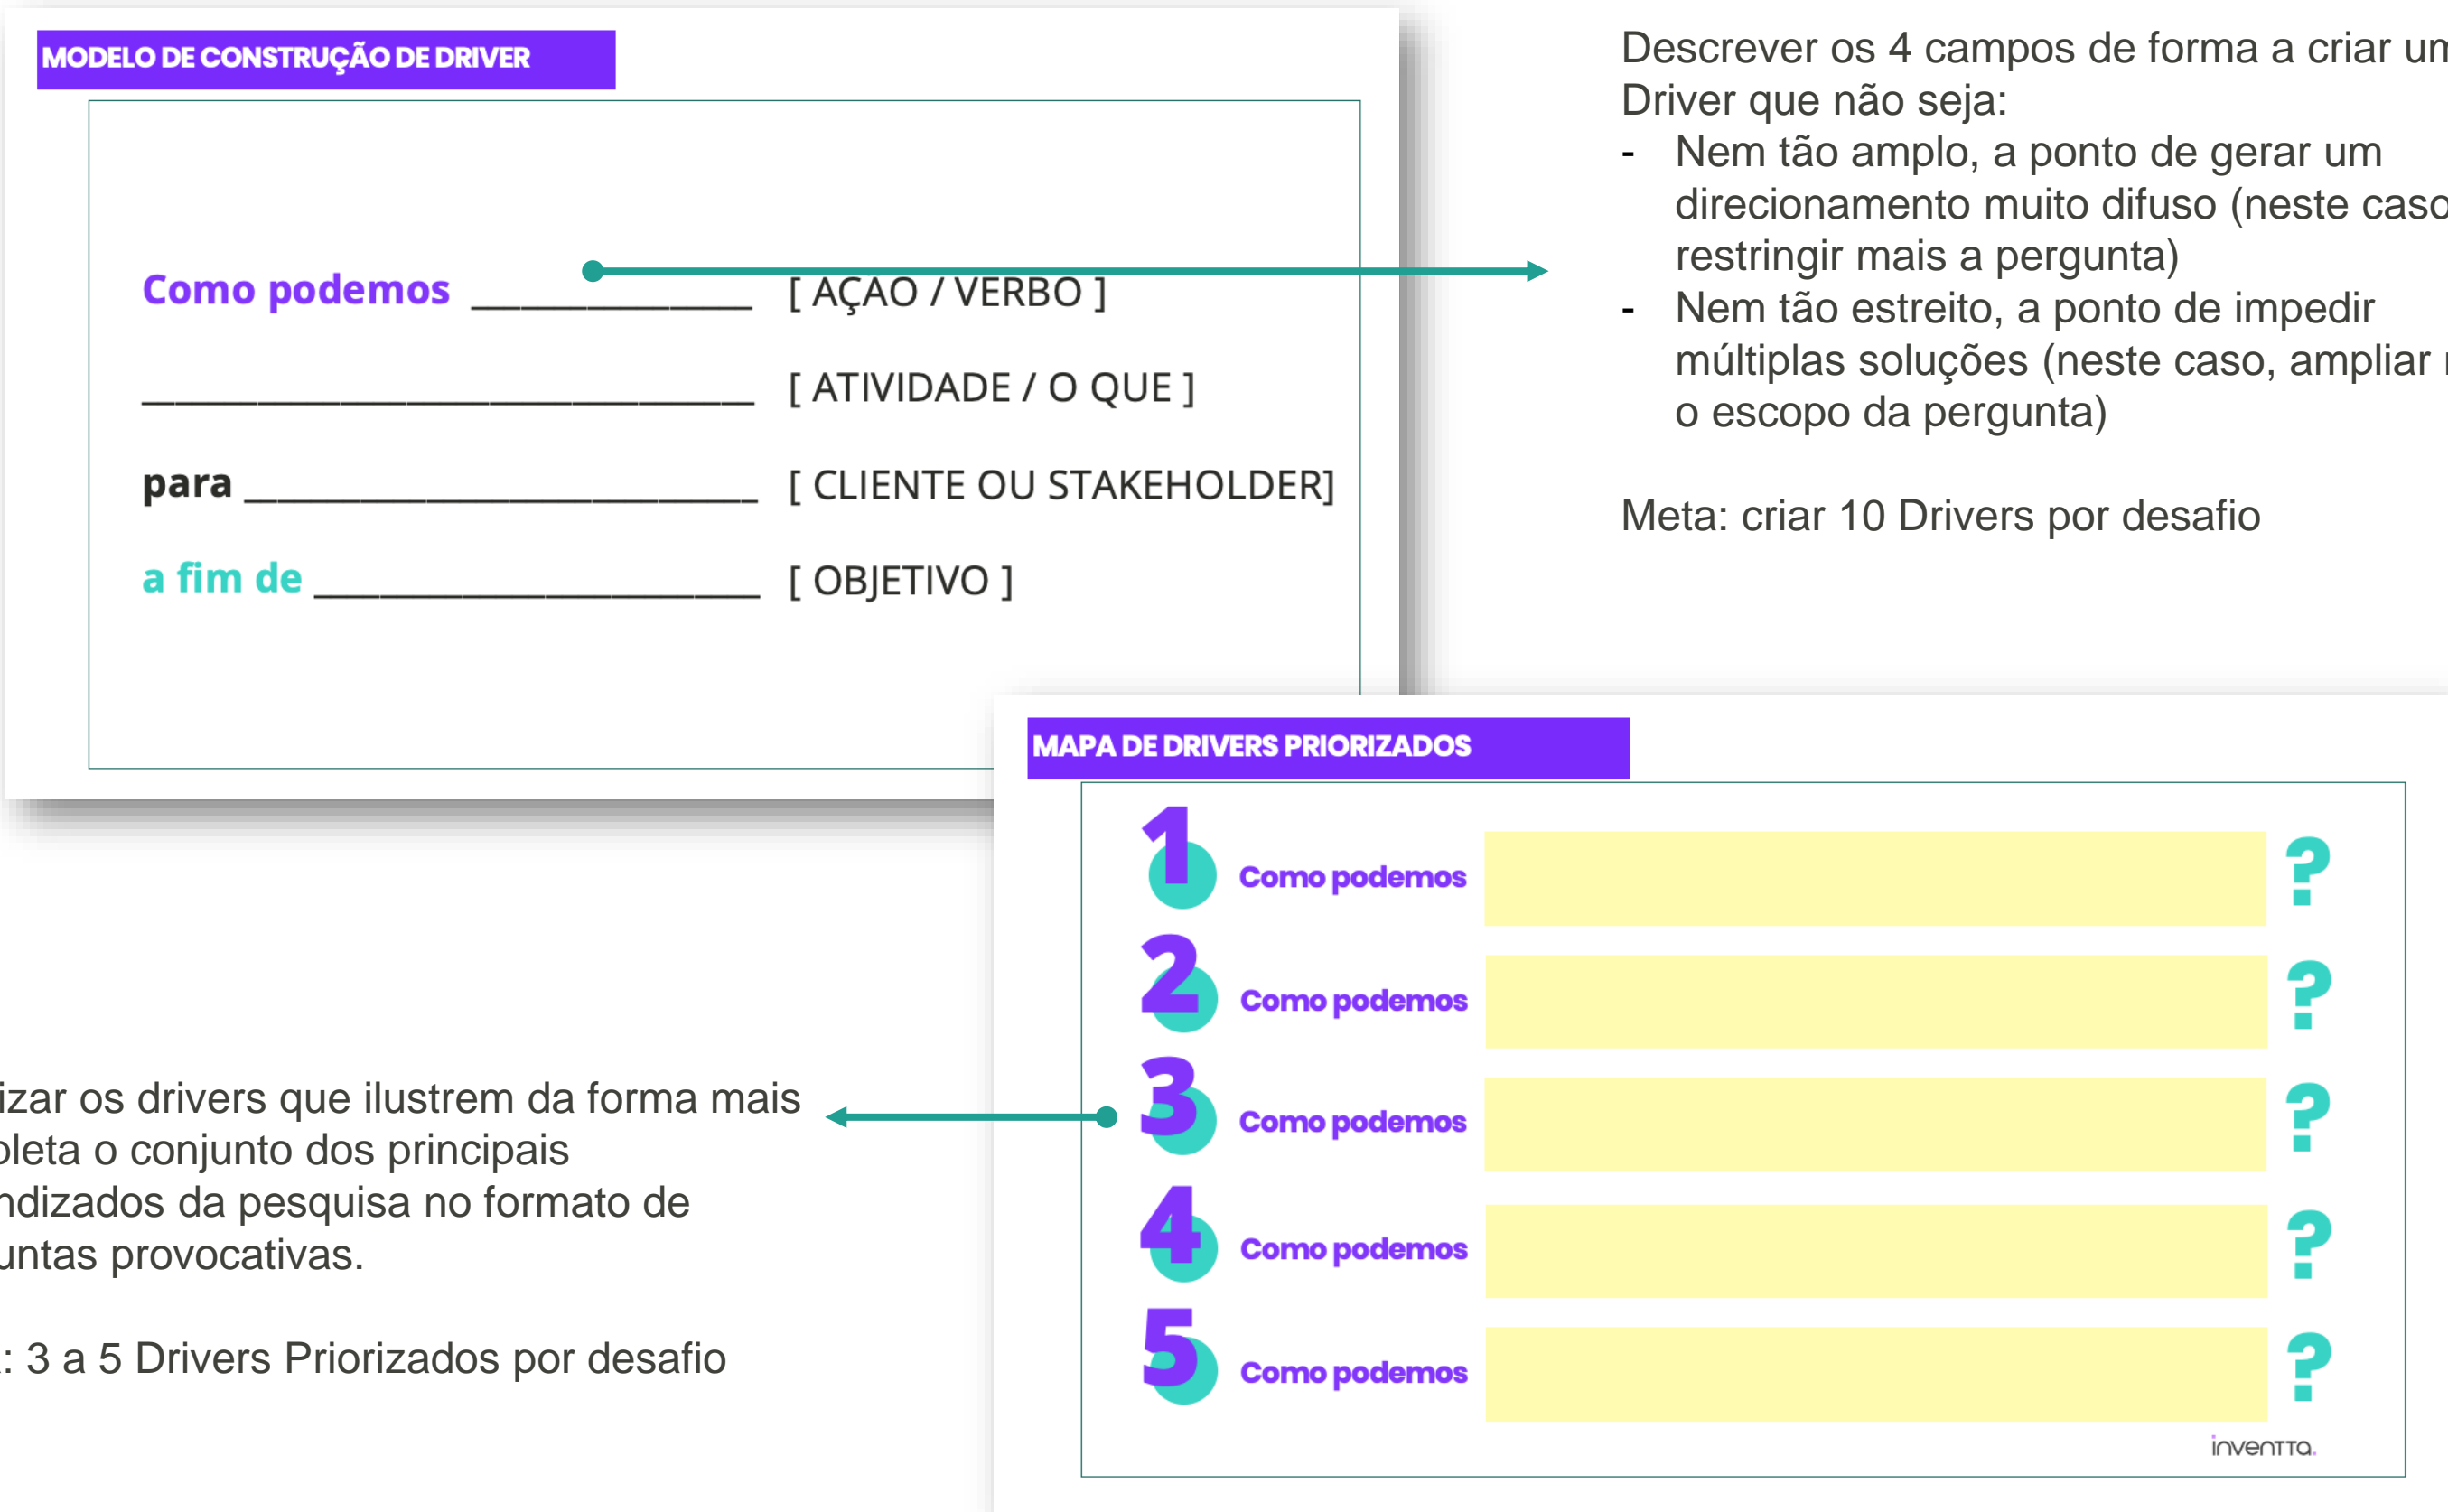 MODELO DE CONSTRUÇÃO DE DRIVER
Como podemos _______________ [ AÇÃO / VERBO ]
_________________________________ [ ATIVIDADE / O QUE ]
para ____________________________ [ CLIENTE OU STAKEHOLDER]
a fim de ________________________ [ OBJETIVO ]
Descrever os 4 campos de forma a criar um
Driver que não seja:
- Nem tão amplo, a ponto de gerar um
direcionamento muito difuso (neste caso
restringir mais a pergunta)
- Nem tão estreito, a ponto de impedir
múltiplas soluções (neste caso, ampliar
o escopo da pergunta)
Meta: criar 10 Drivers por desafio
MAPA DE DRIVERS PRIORIZADOS
1 Como podemos ?
2 Como podemos ?
3 Como podemos ?
4 Como podemos ?
5 Como podemos ?
inventta.
izar os drivers que ilustrem da forma mais
leta o conjunto dos principais
ndizados da pesquisa no formato de
untas provocativas.
: 3 a 5 Drivers Priorizados por desafio